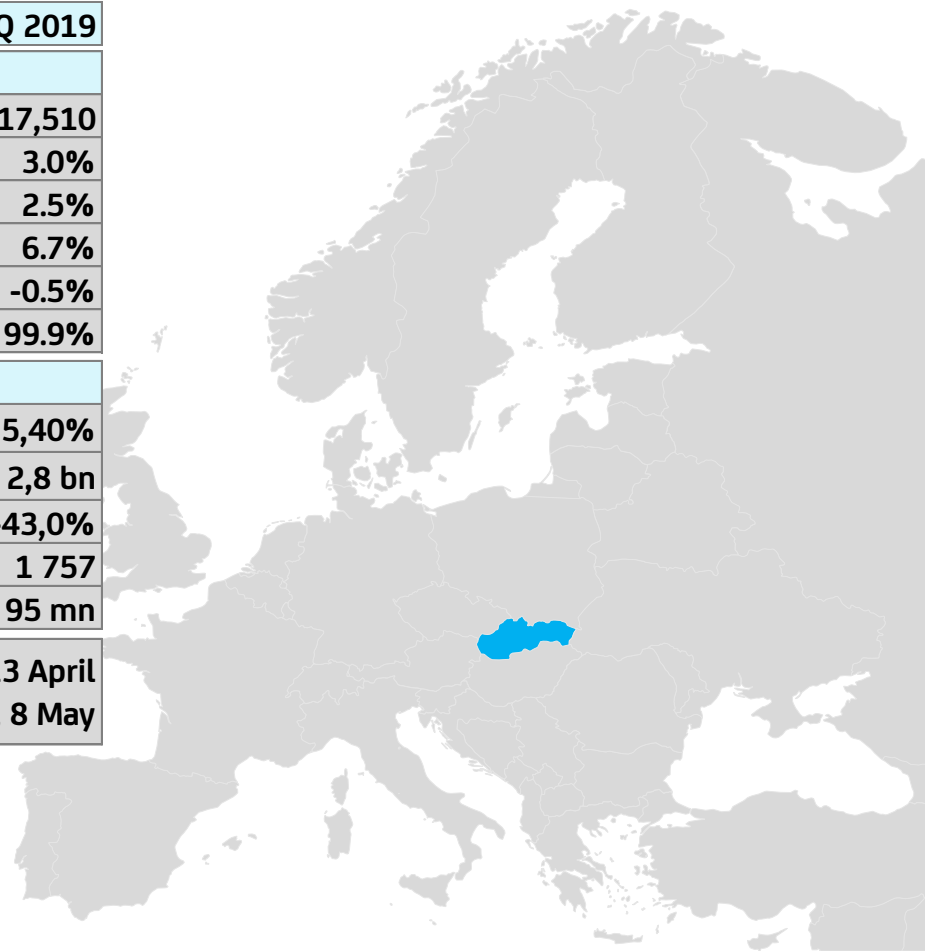 Q 2019
17,510
3.0%
2.5%
6.7%
-0.5%
99.9%
5,40%
2,8 bn
43,0%
1 757
95 mn
3 April
8 May